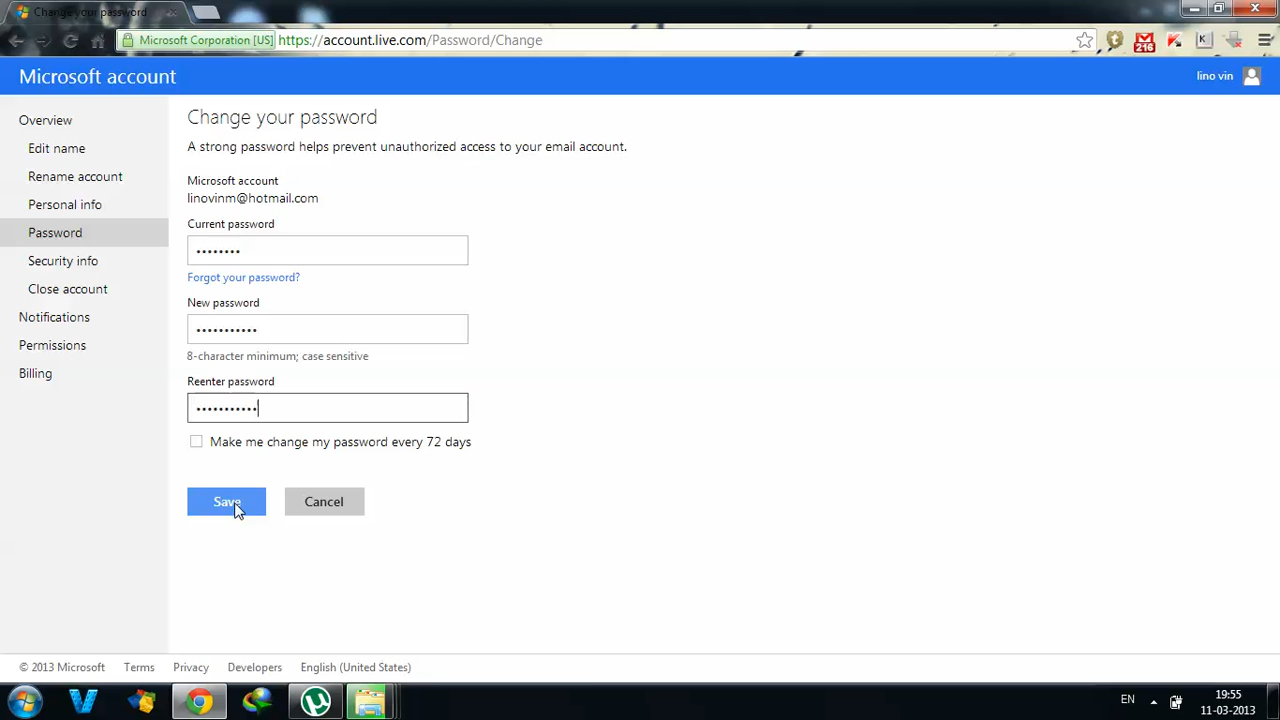 Change your password
Microsoft Corporation [US] https://account.live.com/Password/Change
216
K
Microsoft account
lino vin
Overview
Edit name
Rename account
Personal info
Password
Security info
Close account
Notifications
Permissions
Billing
Change your password
A strong password helps prevent unauthorized access to your email account.
Microsoft account
linovinm@hotmail.com
Current password
••••••••
Forgot your password?
New password
•••••••••••
8-character minimum; case sensitive
Reenter password
•••••••••••
Make me change my password every 72 days
Save
Cancel
© 2013 Microsoft Terms Privacy Developers English (United States)
EN
19:55
11-03-2013